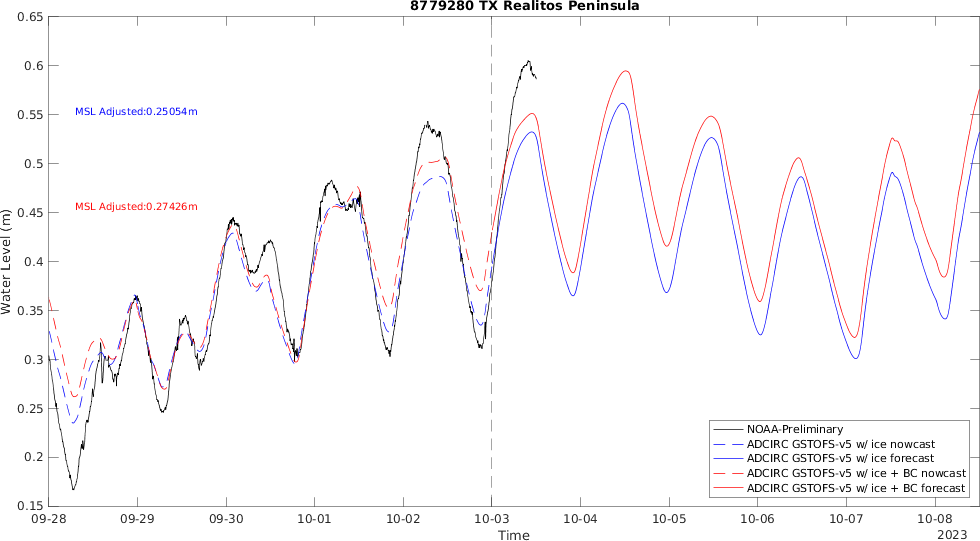 8779280 TX Realitos Peninsula
0.65
0.6
0.55
0.5
0.45
0.4
0.35
0.3
0.25
0.2
0.15
Water Level (m)
MSL Adjusted:0.25054m
MSL Adjusted:0.27426m
NOAA-Preliminary
ADCIRC GSTOFS-v5 w/ ice nowcast
ADCIRC GSTOFS-v5 w/ ice forecast
ADCIRC GSTOFS-v5 w/ ice + BC nowcast
ADCIRC GSTOFS-v5 w/ ice + BC forecast
09-28 09-29 09-30 10-01 10-02 10-03 10-04 10-05 10-06 10-07 10-08
Time
2023